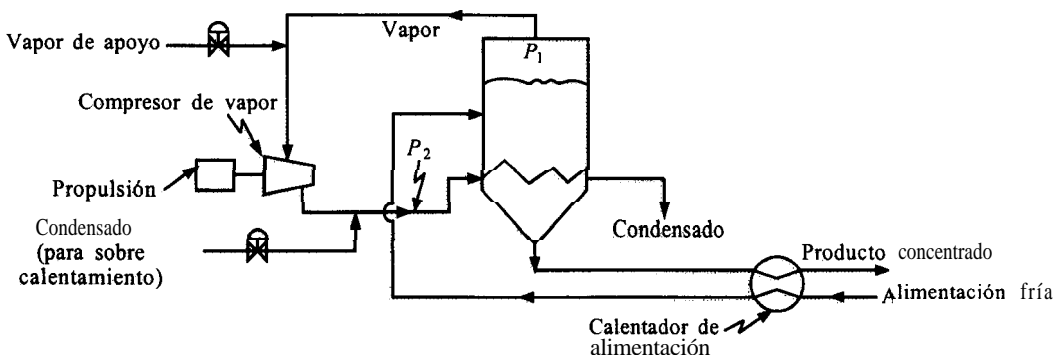 Vapor
Vapor de apoyo
P1
Compresor de vapor
P2
Propulsión
Condensado
(para sobre
calentamiento)
Condensado
Producto concentrado
Alimentación fría
Calentador de
alimentación